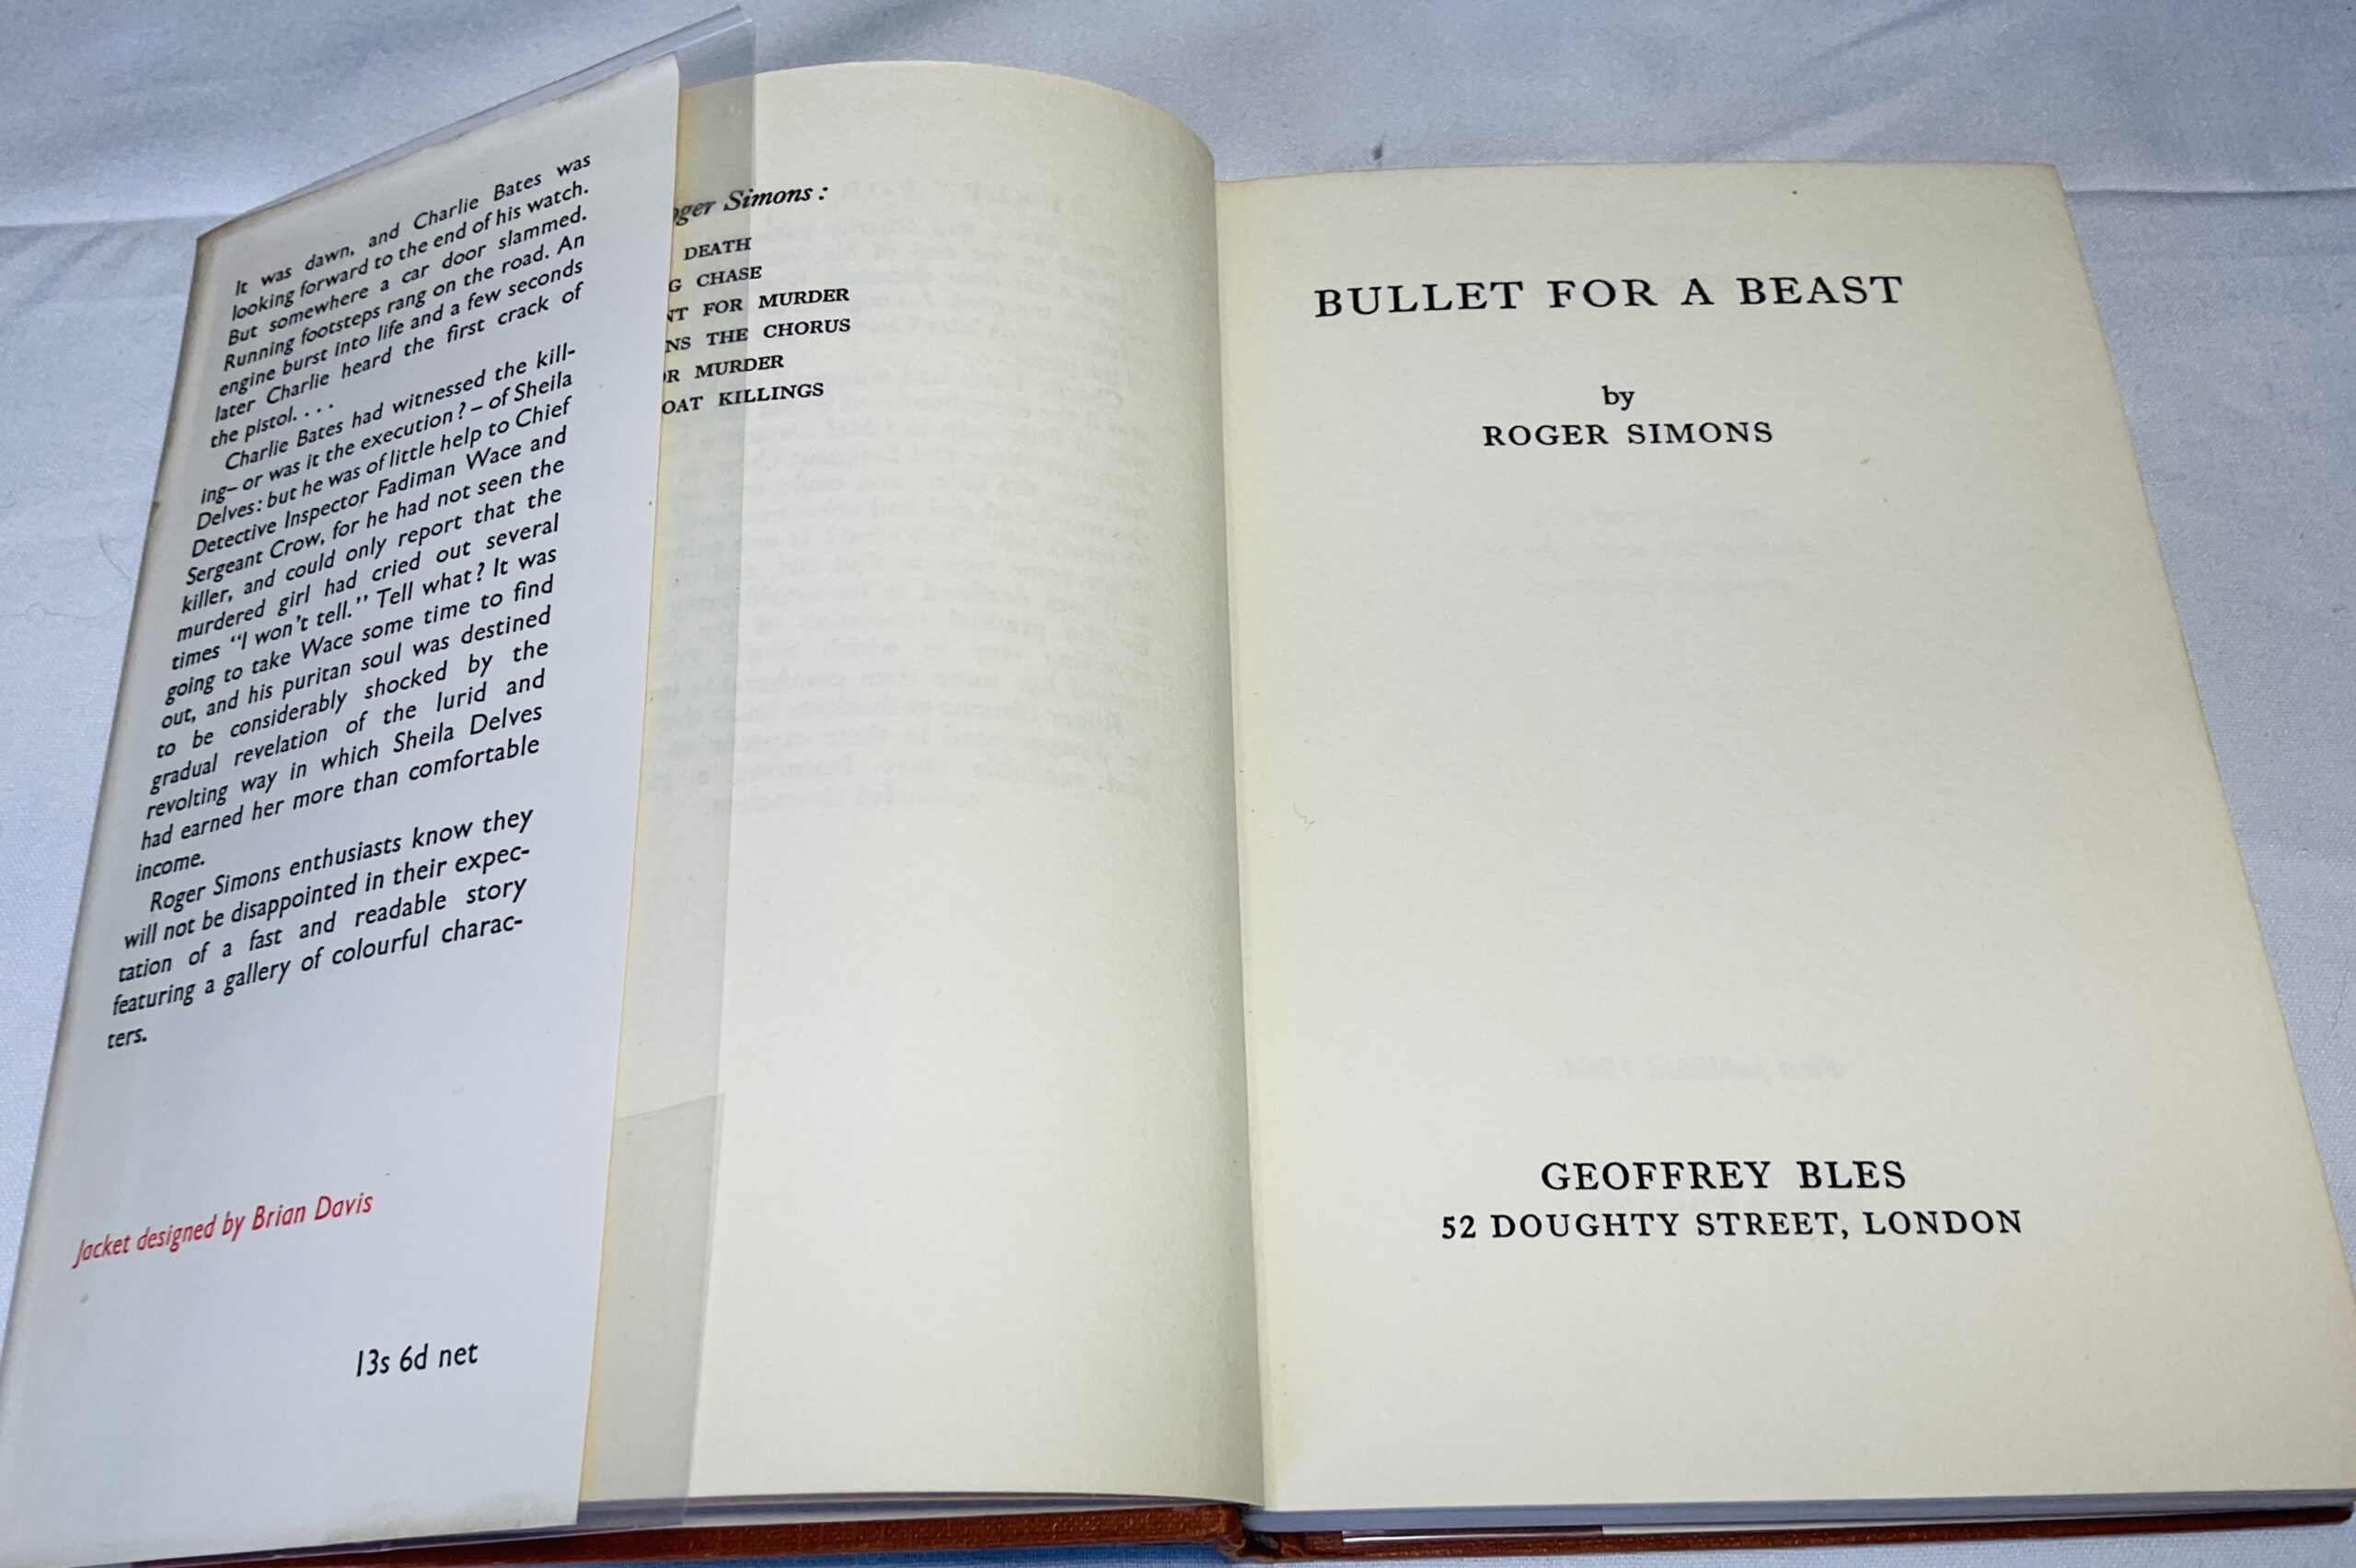 It was dawn, and Charlie Bates was
looking forward to the end of his watch.
But somewhere a car door slammed.
Running footsteps rang on the road. An
engine burst into life and a few seconds
later Charlie heard the first crack of
the pistol. . . .
Charlie Bates had witnessed the kill-
ing– or was it the execution? – of Sheila
Delves: but he was of little help to Chief
Detective Inspector Fadiman Wace and
Sergeant Crow, for he had not seen the
killer, and could only report that the
murdered girl had cried out several
times “I won’t tell.” Tell what? It was
going to take Wace some time to find
out, and his puritan soul was destined
to be considerably shocked by the
gradual revelation of the lurid and
revolting way in which Sheila Delves
had earned her more than comfortable
income.
Roger Simons enthusiasts know they
will not be disappointed in their expec-
tation of a fast and readable story
featuring a gallery of colourful charac-
ters.
Jacket designed by Brian Davis
13s 6d net
oger Simons :
DEATH
G CHASE
NT FOR MURDER
NS THE CHORUS
OR MURDER
OAT KILLINGS
BULLET FOR A BEAST
by
ROGER SIMONS
GEOFFREY BLES
52 DOUGHTY STREET, LONDON